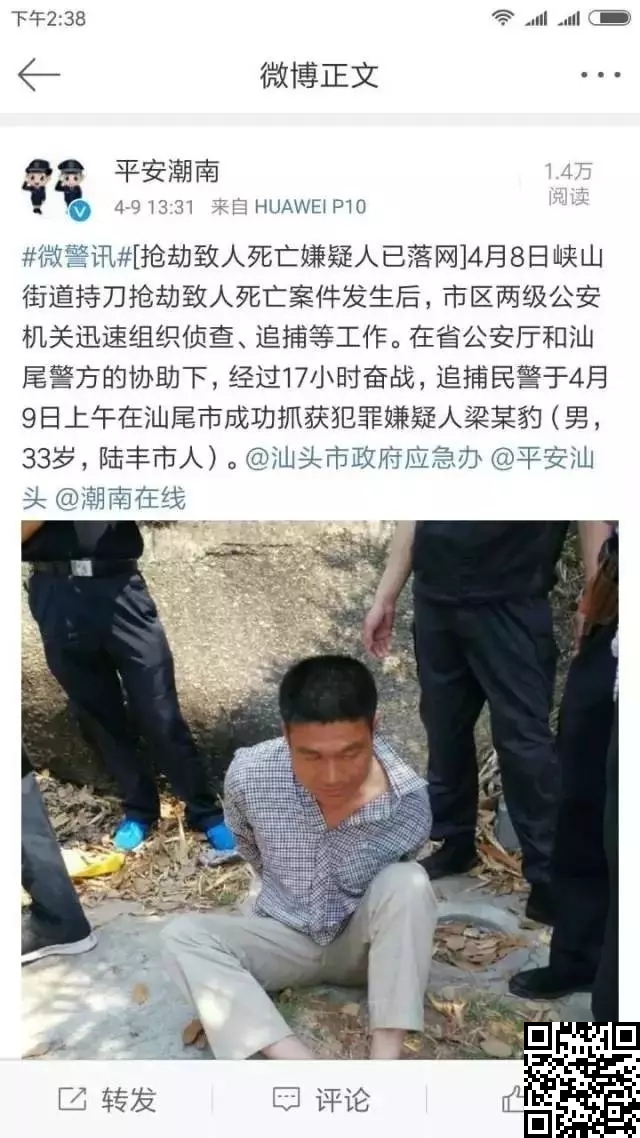 下午2:38
微博正文
平安潮南
1.4万
阅读
4-9 13:31 来自 HUAWEI P10
#微警讯#[抢劫致人死亡嫌疑人已落网]4月8日峡山
街道持刀抢劫致人死亡案件发生后，市区两级公安
机关迅速组织侦查、追捕等工作。在省公安厅和汕
尾警方的协助下，经过17小时奋战，追捕民警于4月
9日上午在汕尾市成功抓获犯罪嫌疑人梁某豹（男，
33岁，陆丰市人）。@汕头市政府应急办 @平安汕
头 @潮南在线
转发
评论